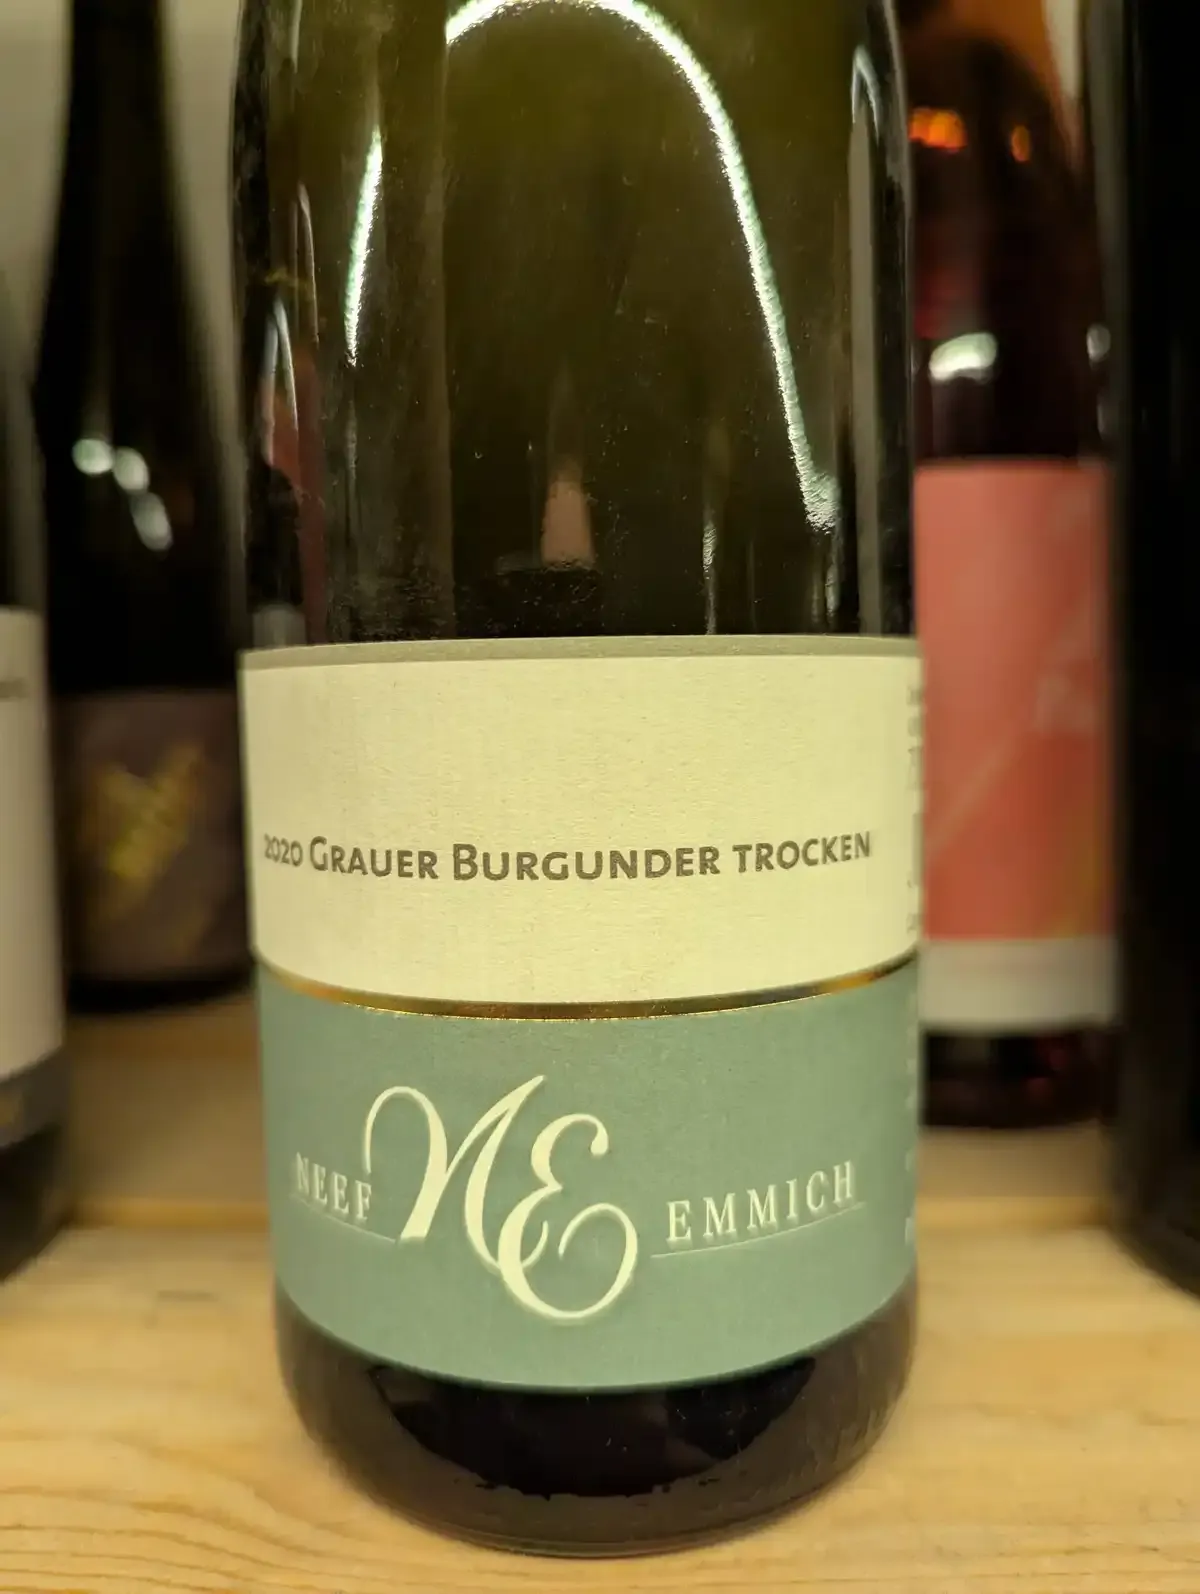 2020 GRAUER BURGUNDER TROCKEN
NEEF NE EMMICH